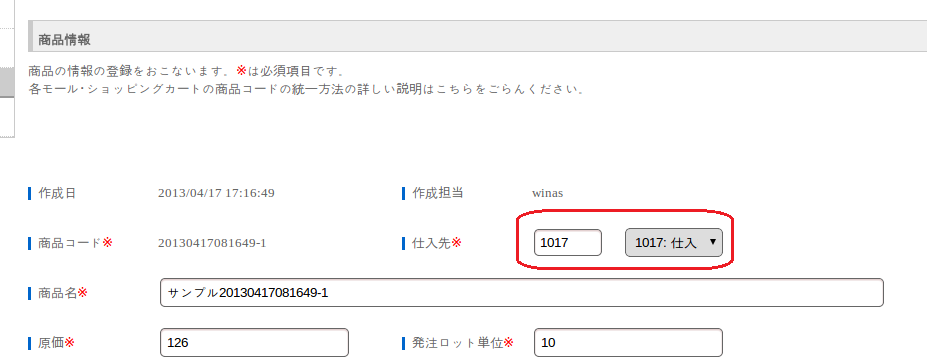 商品情報
商品の情報の登録をおこないます。※は必須項目です。
各モール・ショッピングカートの商品コードの統一方法の詳しい説明はこちらをごらんください。
作成日 2013/04/17 17:16:49 作成担当 winas
商品コード※ 20130417081649-1 仕入先※ 1017 1017: 仕入
商品名※ サンプル20130417081649-1
原価※ 126 発注ロット単位※ 10